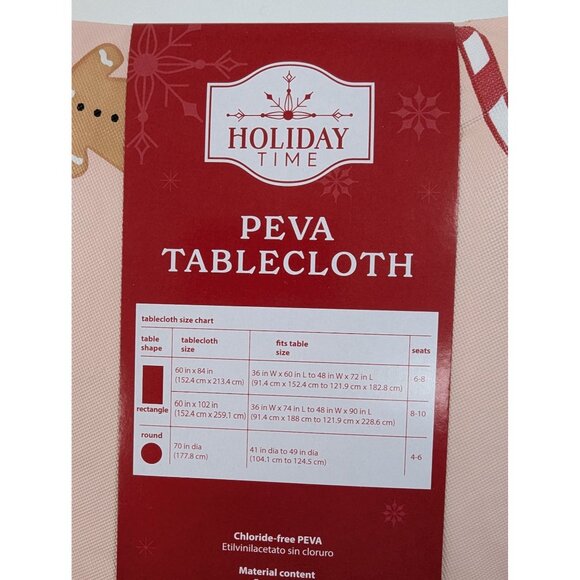 HOLIDAY
TIME
PEVA
TABLECLOTH
tablecloth size chart
table shape tablecloth size fits table size seats
rectangle
60 in x 84 in
(152.4 cm x 213.4 cm)
36 in W x 60 in L to 48 in W x 72 in L
(91.4 cm x 152.4 cm to 121.9 cm x 182.8 cm)
6-8
60 in x 102 in
(152.4 cm x 259.1 cm)
36 in W x 74 in L to 48 in W x 90 in L
(91.4 cm x 188 cm to 121.9 cm x 228.6 cm)
8-10
round
70 in dia
(177.8 cm)
41 in dia to 49 in dia
(104.1 cm to 124.5 cm)
4-6
Chloride-free PEVA
Etilvinilacetato sin cloruro
Material content